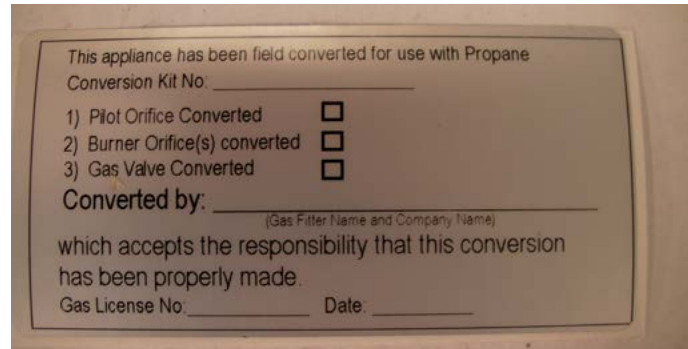 This appliance has been field converted for use with Propane
Conversion Kit No:
1) Pilot Orifice Converted
2) Burner Orifice(s) converted
3) Gas Valve Converted
Converted by:
(Gas Fitter Name and Company Name)
which accepts the responsibility that this conversion
has been properly made.
Gas License No: Date: